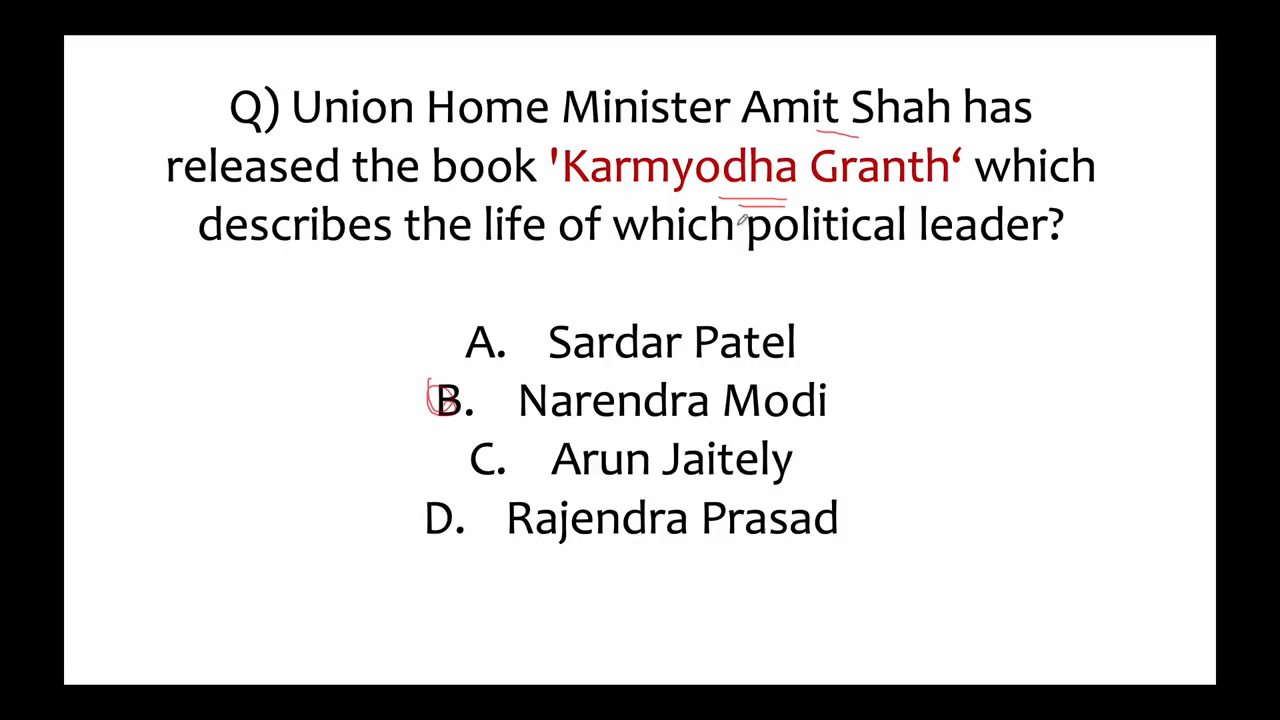 Q) Union Home Minister Amit Shah has
released the book 'Karmyodha Granth‘ which
describes the life of which political leader?
A. Sardar Patel
B. Narendra Modi
C. Arun Jaitely
D. Rajendra Prasad